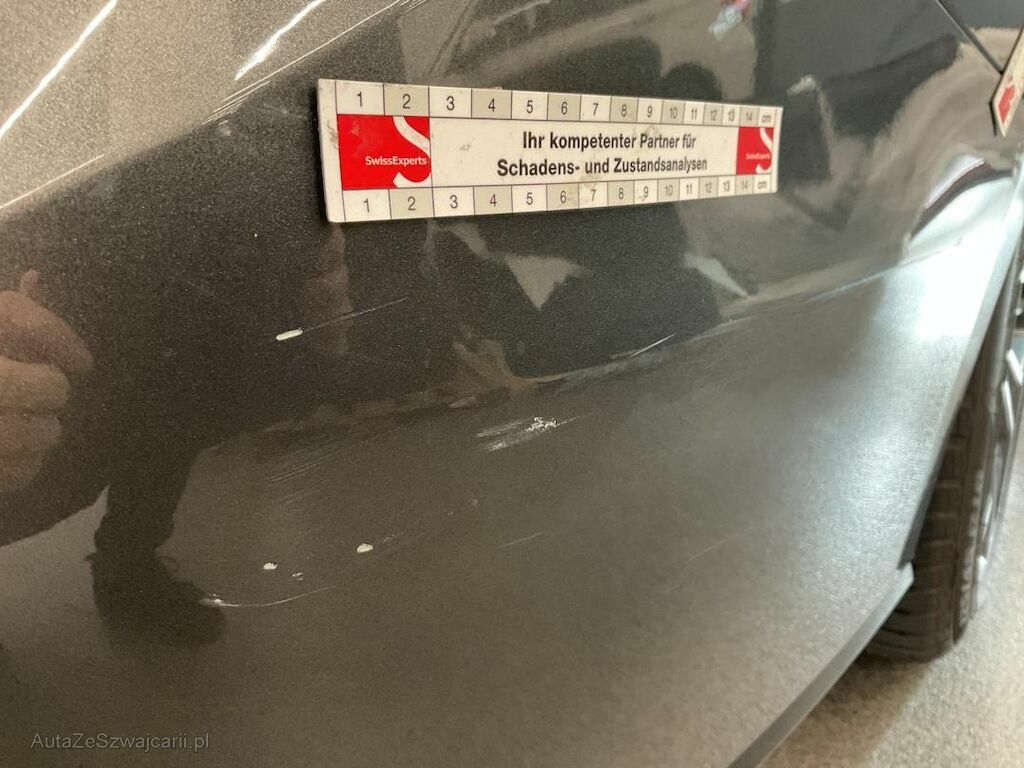 1 2 3 4 5 6 7 8 9 10 11 12 13 14 cm
SwissExperts
Ihr kompetenter Partner für
Schadens- und Zustandsanalysen
SwissExperts
1 2 3 4 5 6 7 8 9 10 11 12 13 14 cm
AutaZeSzwajcarii.pl